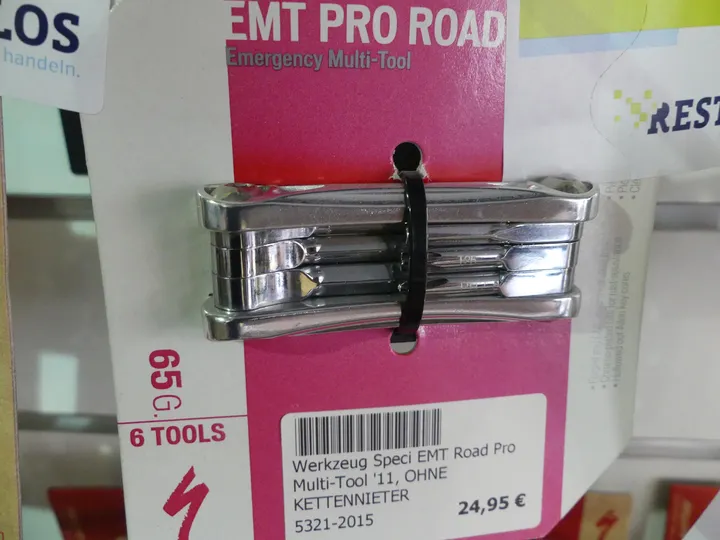 LOS
handeln.
EMT PRO ROAD
Emergency Multi-Tool
REST
65 G.
6 TOOLS
Werkzeug Speci EMT Road Pro
Multi-Tool '11, OHNE
KETTENNIETER
5321-2015
24,95 €